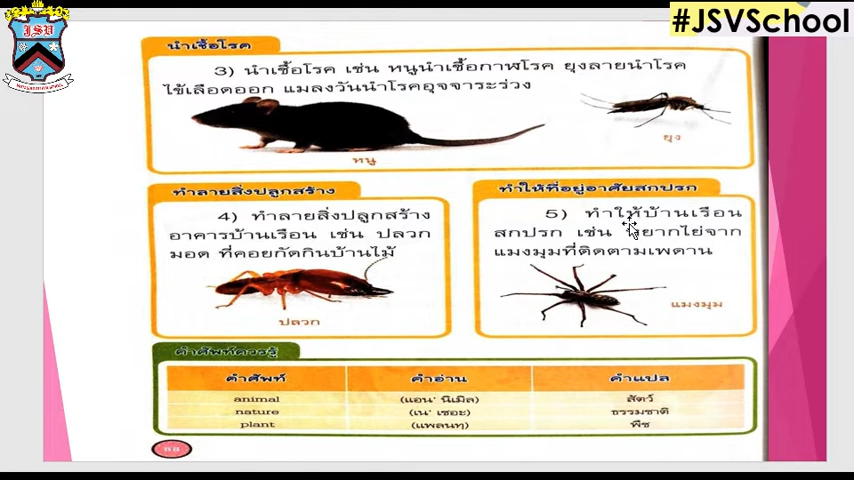 #JSVSchool
JSV
นำเชื้อโรค
3) นำเชื้อโรค เช่น หนูนำเชื้อกาฬโรค ยุงลายนำโรค
ไข้เลือดออก แมลงวันนำโรคอุจจาระร่วง
หนู
ยุง
ทำลายสิ่งปลูกสร้าง
4) ทำลายสิ่งปลูกสร้าง
อาคารบ้านเรือน เช่น ปลวก
มอด ที่คอยกัดกินบ้านไม้
ปลวก
ทำให้ที่อยู่อาศัยสกปรก
5) ทำให้บ้านเรือน
สกปรก เช่น หยากไย่จาก
แมงมุมที่ติดตามเพดาน
แมงมุม
คำศัพท์ควรรู้
คำศัพท์ คำอ่าน คำแปล
animal (แอน' นิเมิล) สัตว์
nature (เน' เชอะ) ธรรมชาติ
plant (แพลนทฺ) พืช